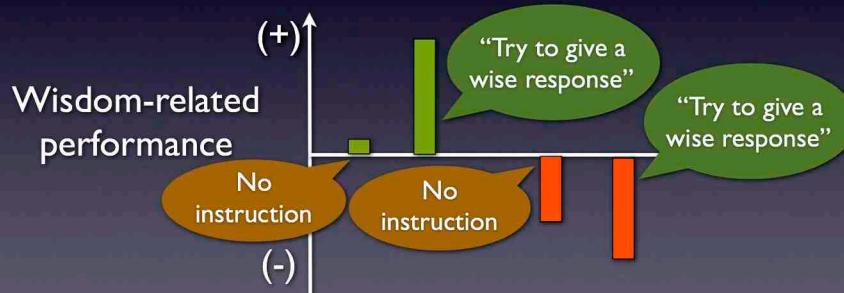 (+)
Wisdom-related
performance
“Try to give a
wise response”
“Try to give a
wise response”
No
instruction
No
instruction
(-)